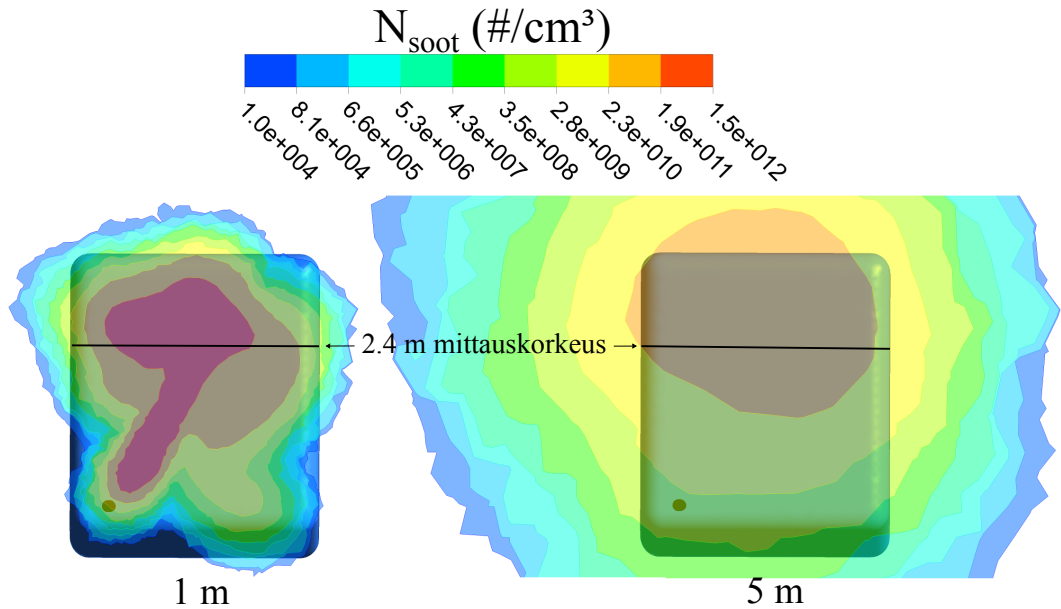 N_soot (#/cm³)
1.0e+004
8.1e+004
6.6e+005
5.3e+006
4.3e+007
3.5e+008
2.8e+009
2.3e+010
1.9e+011
1.5e+012
2.4 m mittauskorkeus
1 m
5 m